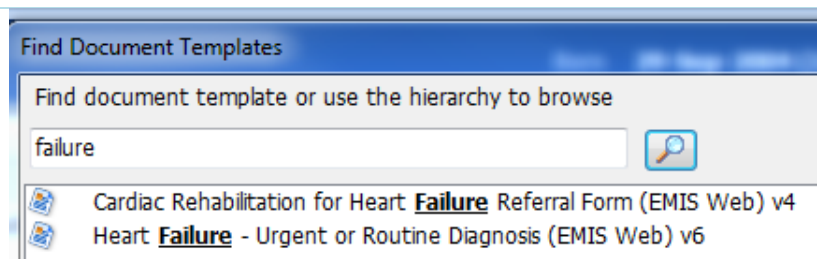 Find Document Templates
Find document template or use the hierarchy to browse
failure
Cardiac Rehabilitation for Heart Failure Referral Form (EMIS Web) v4
Heart Failure - Urgent or Routine Diagnosis (EMIS Web) v6